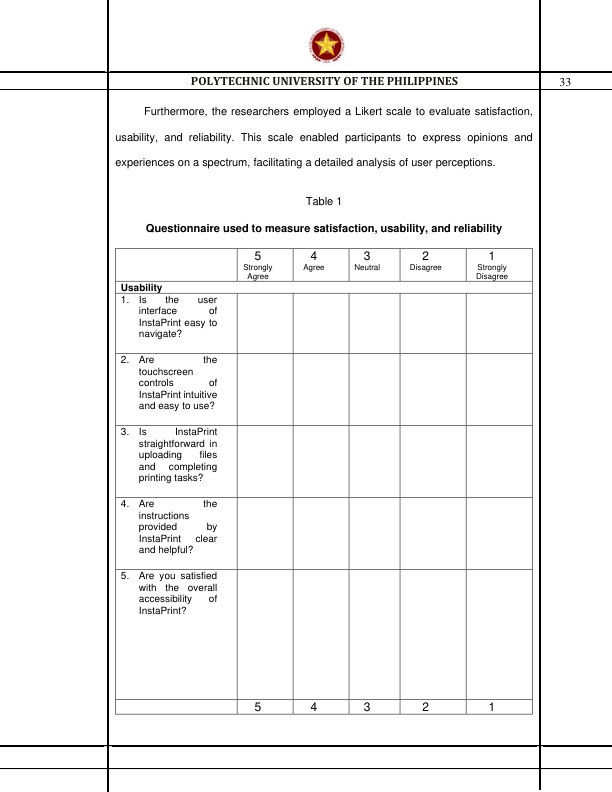 POLYTECHNIC UNIVERSITY OF THE PHILIPPINES
33
Furthermore, the researchers employed a Likert scale to evaluate satisfaction,
usability, and reliability. This scale enabled participants to express opinions and
experiences on a spectrum, facilitating a detailed analysis of user perceptions.
Table 1
Questionnaire used to measure satisfaction, usability, and reliability
5 4 3 2 1
Strongly Agree Neutral Disagree Strongly
Agree Disagree
Usability
1. Is the user
interface of
InstaPrint easy to
navigate?
2. Are the
touchscreen
controls of
InstaPrint intuitive
and easy to use?
3. Is InstaPrint
straightforward in
uploading files
and completing
printing tasks?
4. Are the
instructions
provided by
InstaPrint clear
and helpful?
5. Are you satisfied
with the overall
accessibility of
InstaPrint?
5 4 3 2 1